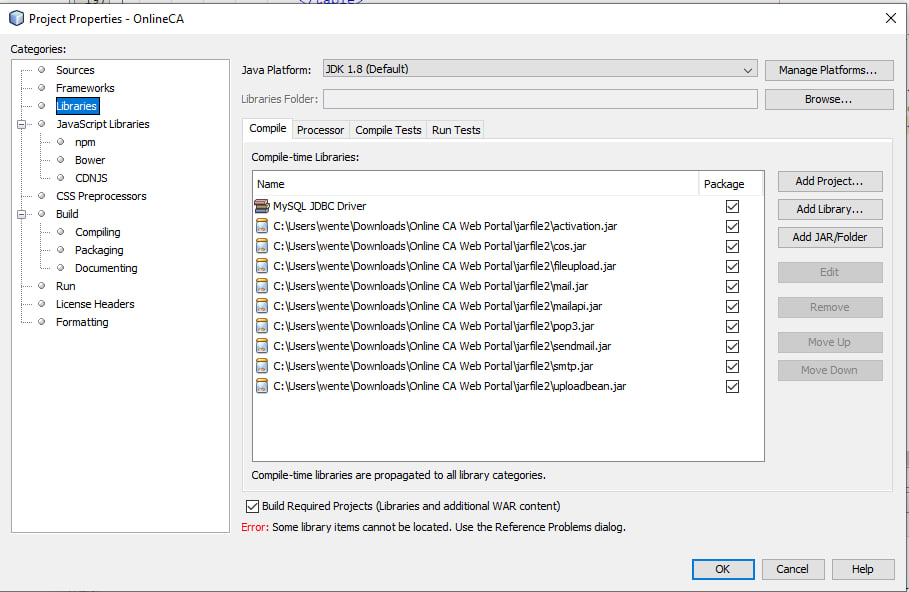 </table>
Project Properties - OnlineCA
Categories:
Sources
Frameworks
Libraries
JavaScript Libraries
npm
Bower
CDNJS
CSS Preprocessors
Build
Compiling
Packaging
Documenting
Run
License Headers
Formatting
Java Platform: JDK 1.8 (Default) Manage Platforms...
Libraries Folder: Browse...
Compile Processor Compile Tests Run Tests
Compile-time Libraries:
Name Package
MySQL JDBC Driver
C:\Users\wente\Downloads\Online CA Web Portal\jarfile2\activation.jar
C:\Users\wente\Downloads\Online CA Web Portal\jarfile2\cos.jar
C:\Users\wente\Downloads\Online CA Web Portal\jarfile2\fileupload.jar
C:\Users\wente\Downloads\Online CA Web Portal\jarfile2\mail.jar
C:\Users\wente\Downloads\Online CA Web Portal\jarfile2\mailapi.jar
C:\Users\wente\Downloads\Online CA Web Portal\jarfile2\pop3.jar
C:\Users\wente\Downloads\Online CA Web Portal\jarfile2\sendmail.jar
C:\Users\wente\Downloads\Online CA Web Portal\jarfile2\smtp.jar
C:\Users\wente\Downloads\Online CA Web Portal\jarfile2\uploadbean.jar
Add Project...
Add Library...
Add JAR/Folder
Edit
Remove
Move Up
Move Down
Compile-time libraries are propagated to all library categories.
Build Required Projects (Libraries and additional WAR content)
Error: Some library items cannot be located. Use the Reference Problems dialog.
OK Cancel Help